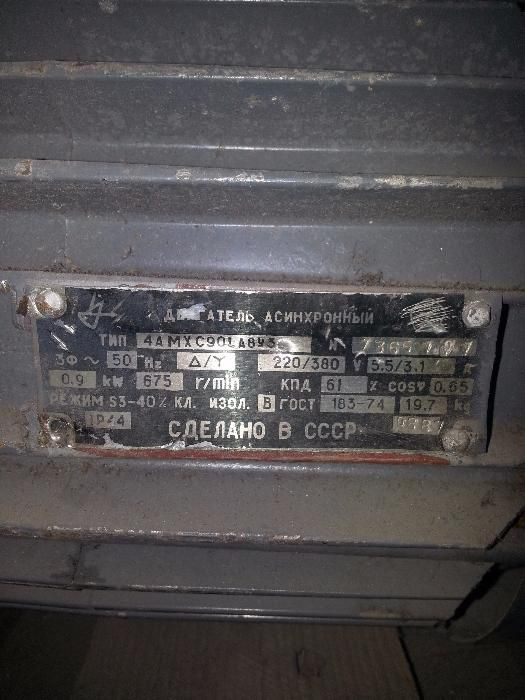 ДВИГАТЕЛЬ АСИНХРОННЫЙ
ТИП 4АМХС90LА8У3 №
3Ф ~ 50 Hz Δ/Y 220/380 V 5.5/3.1
0.9 kW 675 r/min КПД 61 % cosφ 0.65
РЕЖИМ S3-40% КЛ. ИЗОЛ. В ГОСТ 183-74 19.7 kg
IP44 СДЕЛАНО В СССР